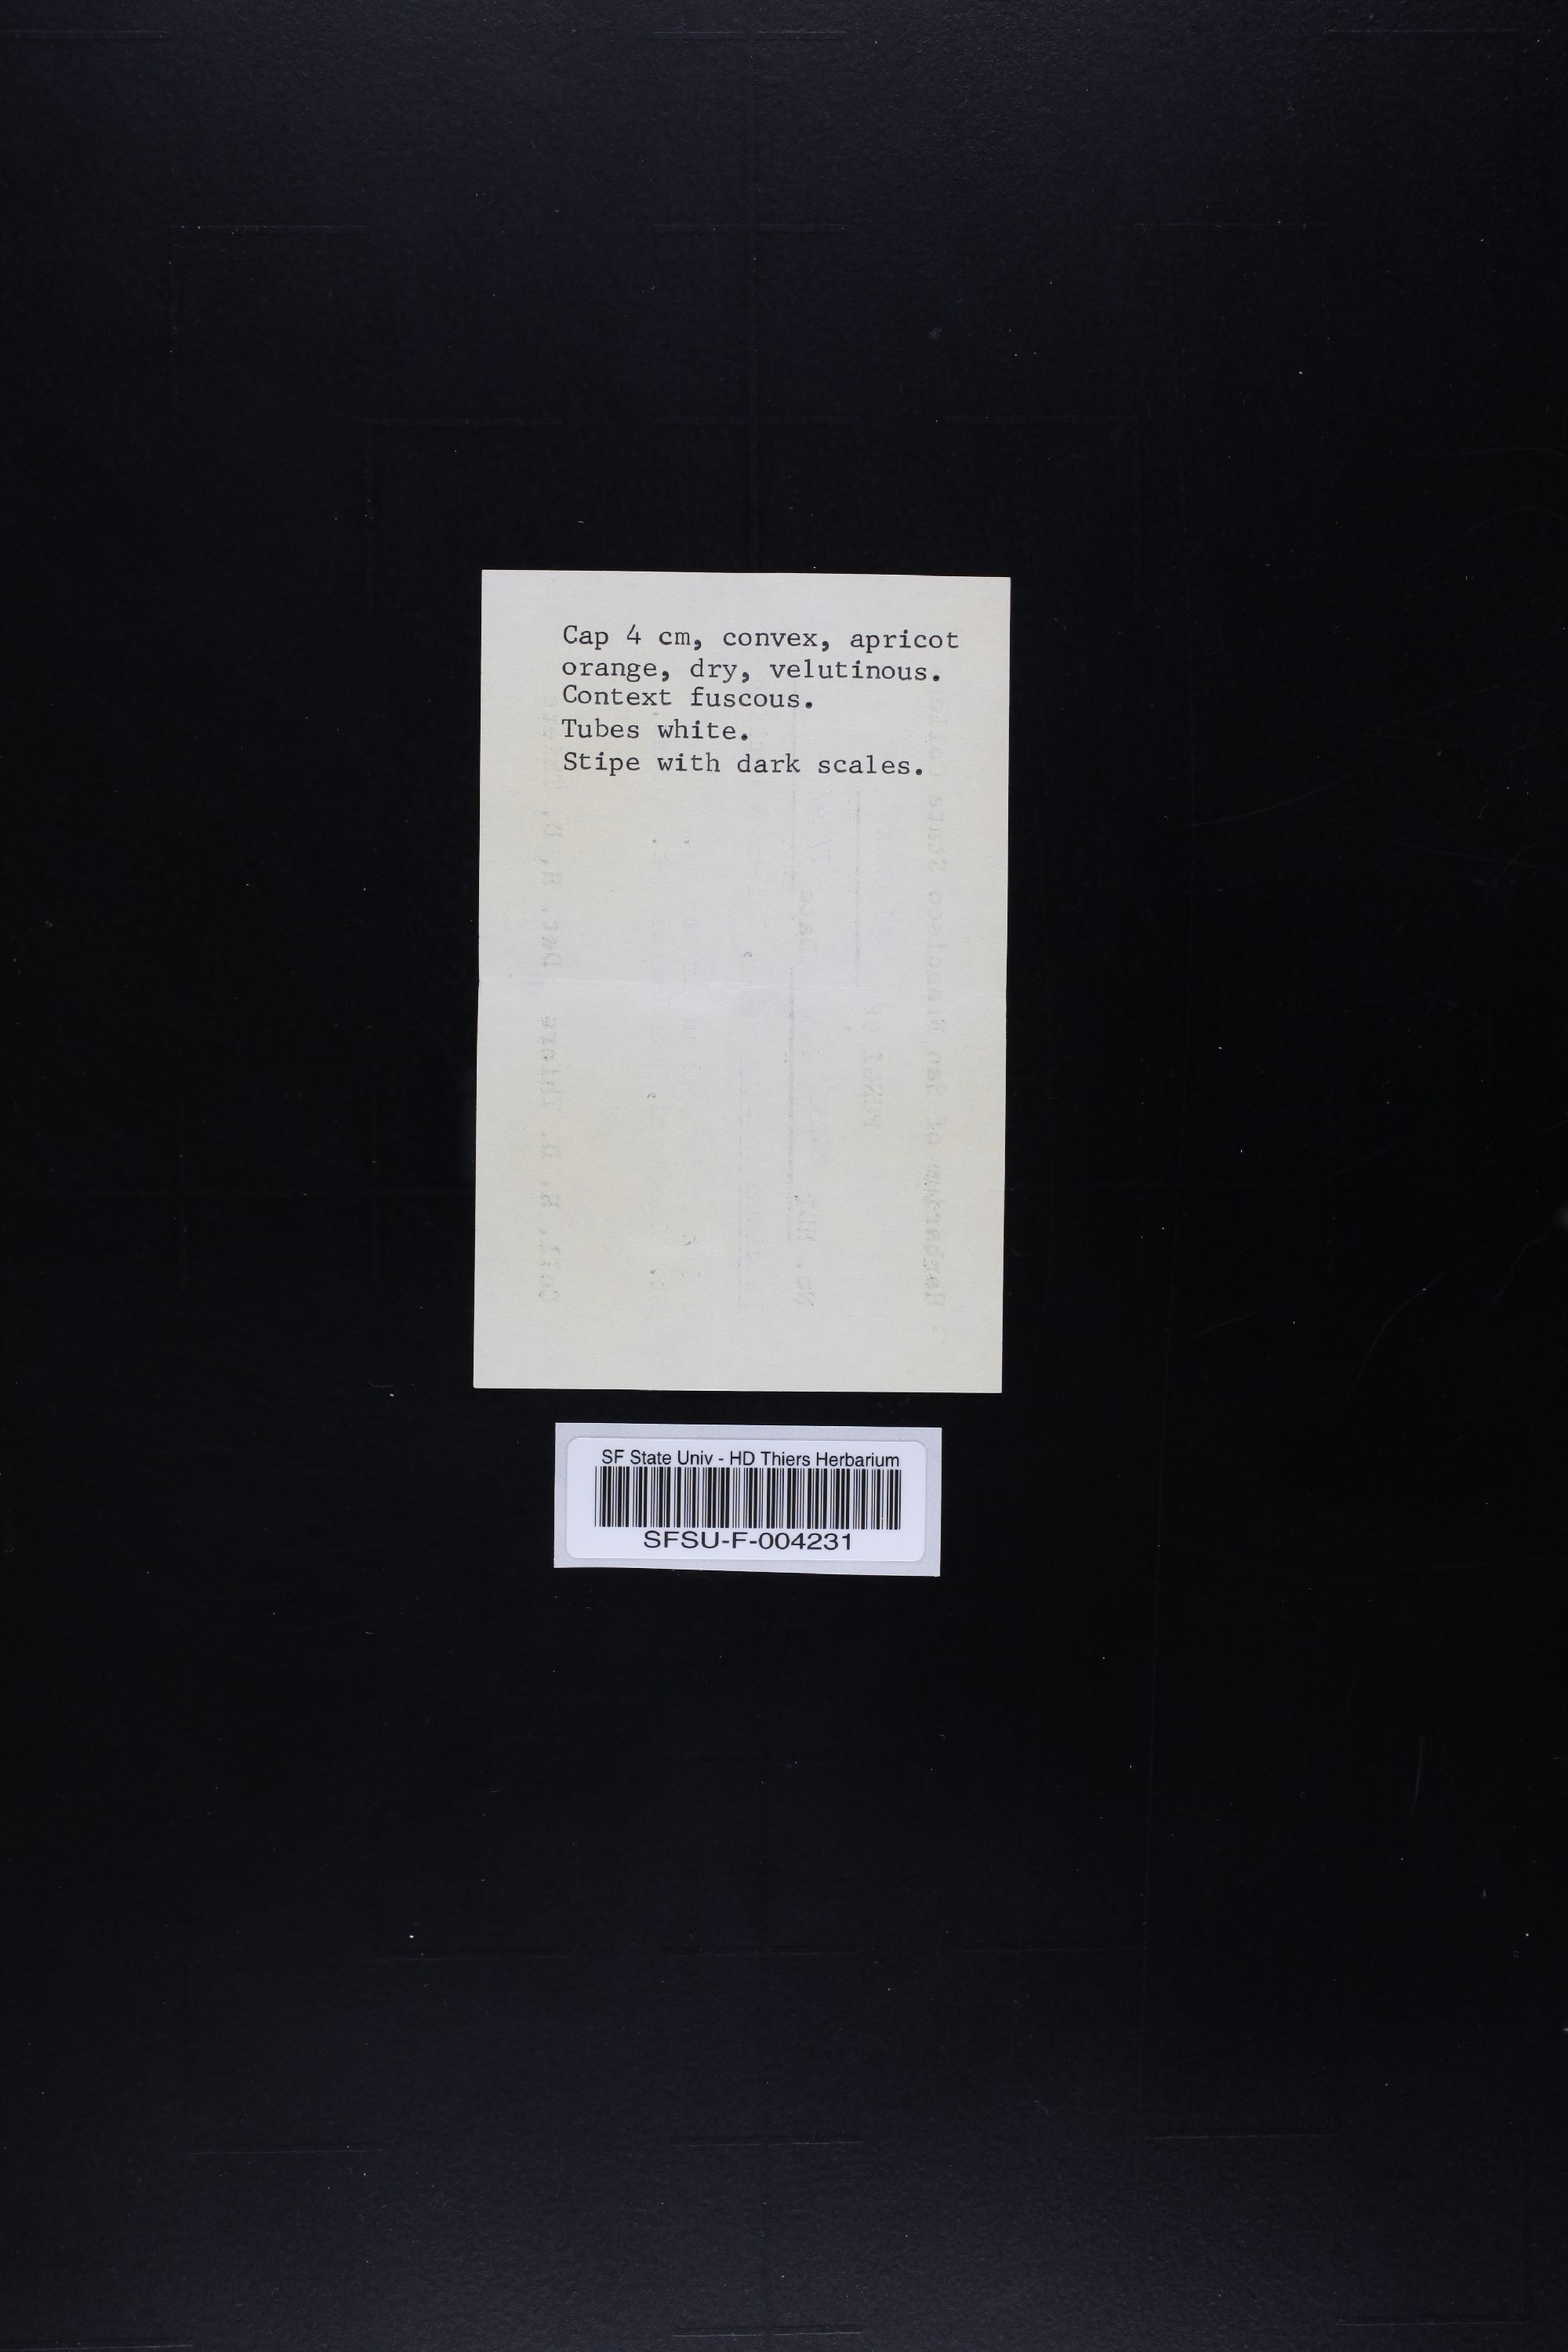 Cap 4 cm, convex, apricot
orange, dry, velutinous.
Context fuscous.
Tubes white.
Stipe with dark scales.
SF State Univ - HD Thiers Herbarium
SFSU-F-004231